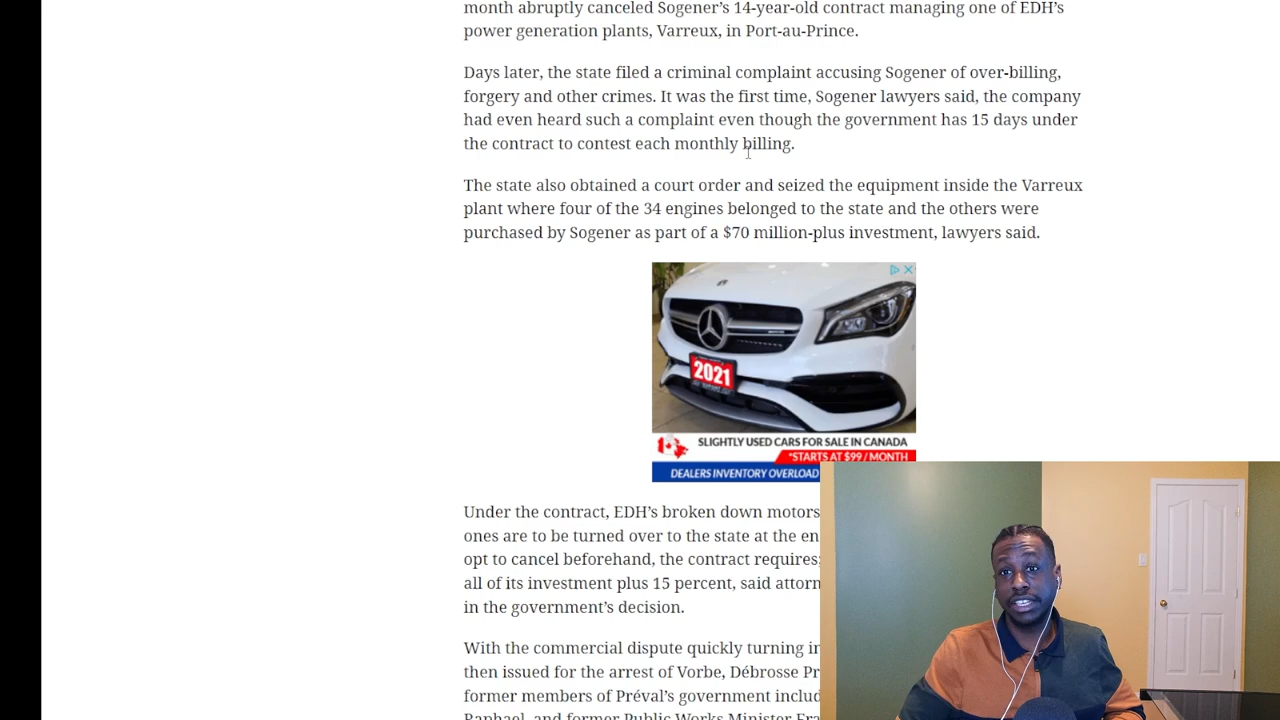 month abruptly canceled Sogener’s 14-year-old contract managing one of EDH’s
power generation plants, Varreux, in Port-au-Prince.
Days later, the state filed a criminal complaint accusing Sogener of over-billing,
forgery and other crimes. It was the first time, Sogener lawyers said, the company
had even heard such a complaint even though the government has 15 days under
the contract to contest each monthly billing.
The state also obtained a court order and seized the equipment inside the Varreux
plant where four of the 34 engines belonged to the state and the others were
purchased by Sogener as part of a $70 million-plus investment, lawyers said.
2021
SLIGHTLY USED CARS FOR SALE IN CANADA
*STARTS AT $99 / MONTH
DEALERS INVENTORY OVERLOAD
Under the contract, EDH’s broken down motors
ones are to be turned over to the state at the en
opt to cancel beforehand, the contract requires
all of its investment plus 15 percent, said attorn
in the government’s decision.
With the commercial dispute quickly turning in
then issued for the arrest of Vorbe, Débrosse Pr
former members of Préval’s government includ
Raphael, and former Public Works Minister Fra